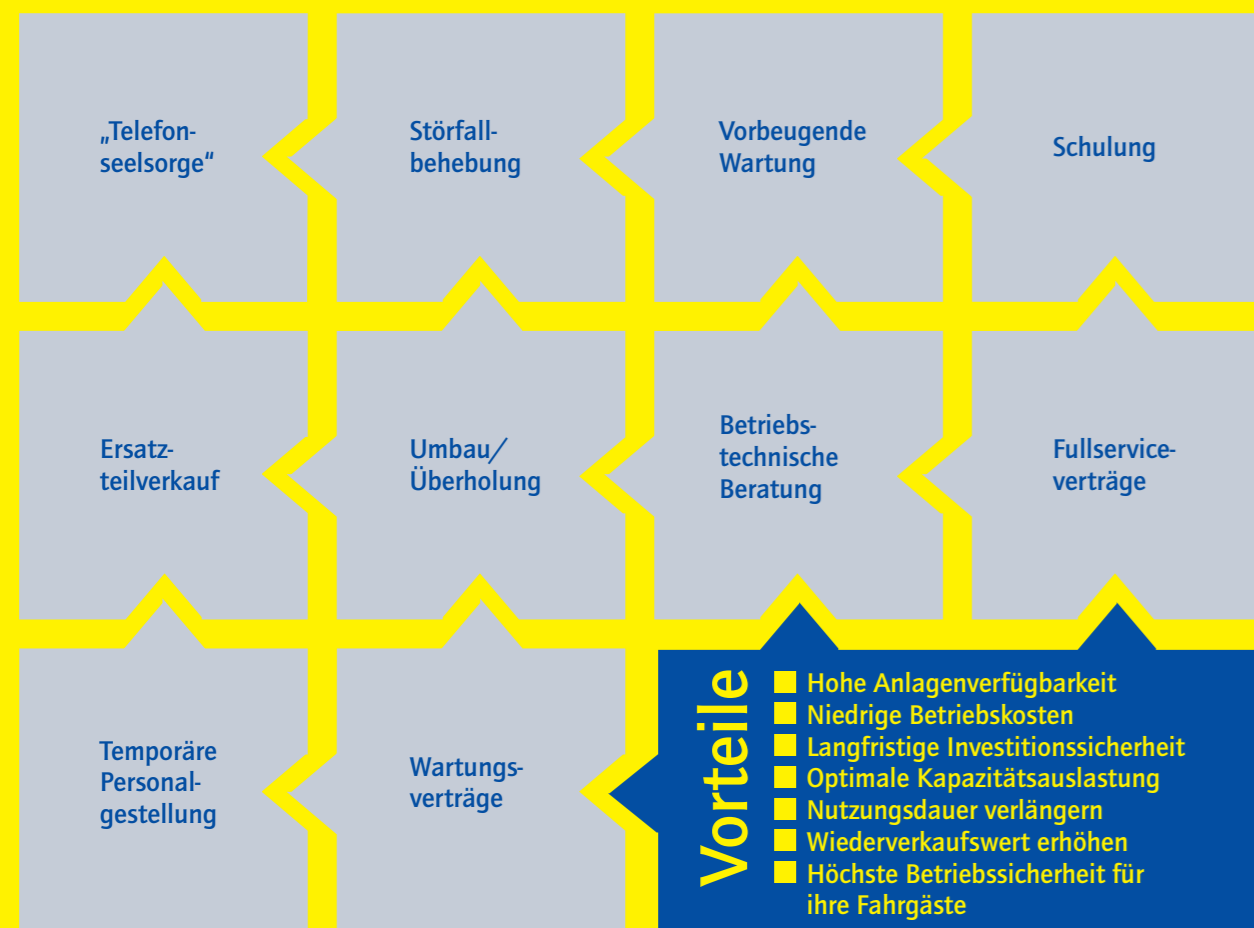 „Telefon-
seelsorge“
Störfall-
behebung
Vorbeugende
Wartung
Schulung
Ersatz-
teilverkauf
Umbau/
Überholung
Betriebs-
technische
Beratung
Fullservice-
verträge
Temporäre
Personal-
gestellung
Wartungs-
verträge
Vorteile
Hohe Anlagenverfügbarkeit
Niedrige Betriebskosten
Langfristige Investitionssicherheit
Optimale Kapazitätsauslastung
Nutzungsdauer verlängern
Wiederverkaufswert erhöhen
Höchste Betriebssicherheit für
ihre Fahrgäste